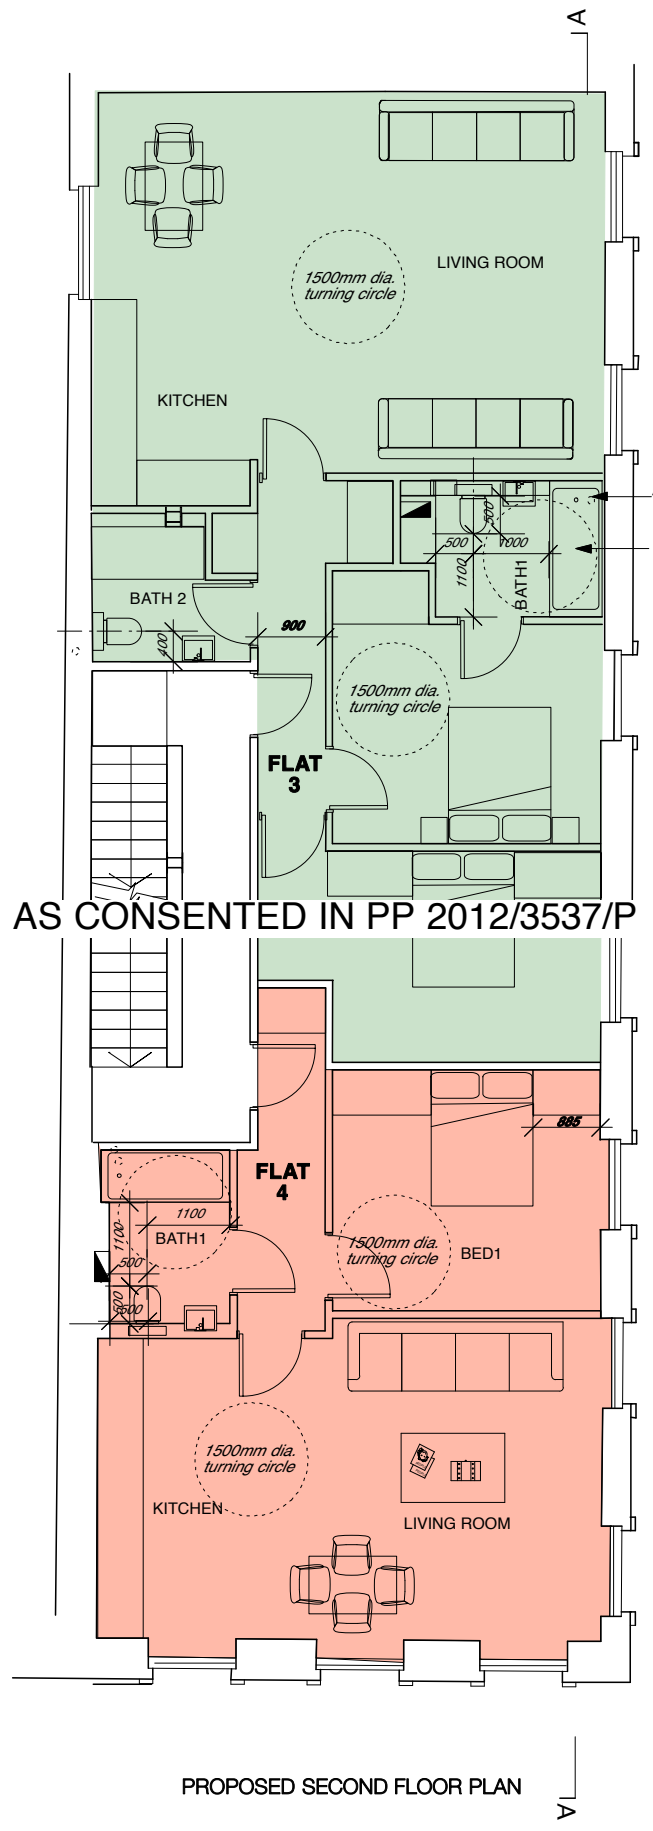 A
1500mm dia.
turning circle
LIVING ROOM
KITCHEN
500
500
1000
1100
BATH1
BATH 2
400
900
1500mm dia.
turning circle
FLAT
3
AS CONSENTED IN PP 2012/3537/P
885
FLAT
4
1100
1100
BATH1
500
500
500
1500mm dia.
turning circle
BED1
1500mm dia.
turning circle
KITCHEN
LIVING ROOM
PROPOSED SECOND FLOOR PLAN
A